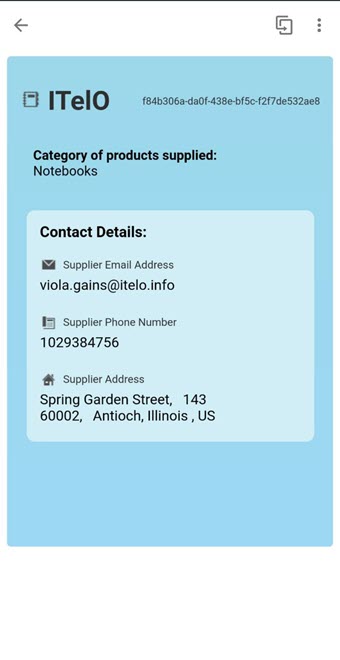 ITelO
f84b306a-da0f-438e-bf5c-f2f7de532ae8
Category of products supplied:
Notebooks
Contact Details:
Supplier Email Address
viola.gains@itelo.info
Supplier Phone Number
1029384756
Supplier Address
Spring Garden Street,   143
60002,   Antioch, Illinois , US